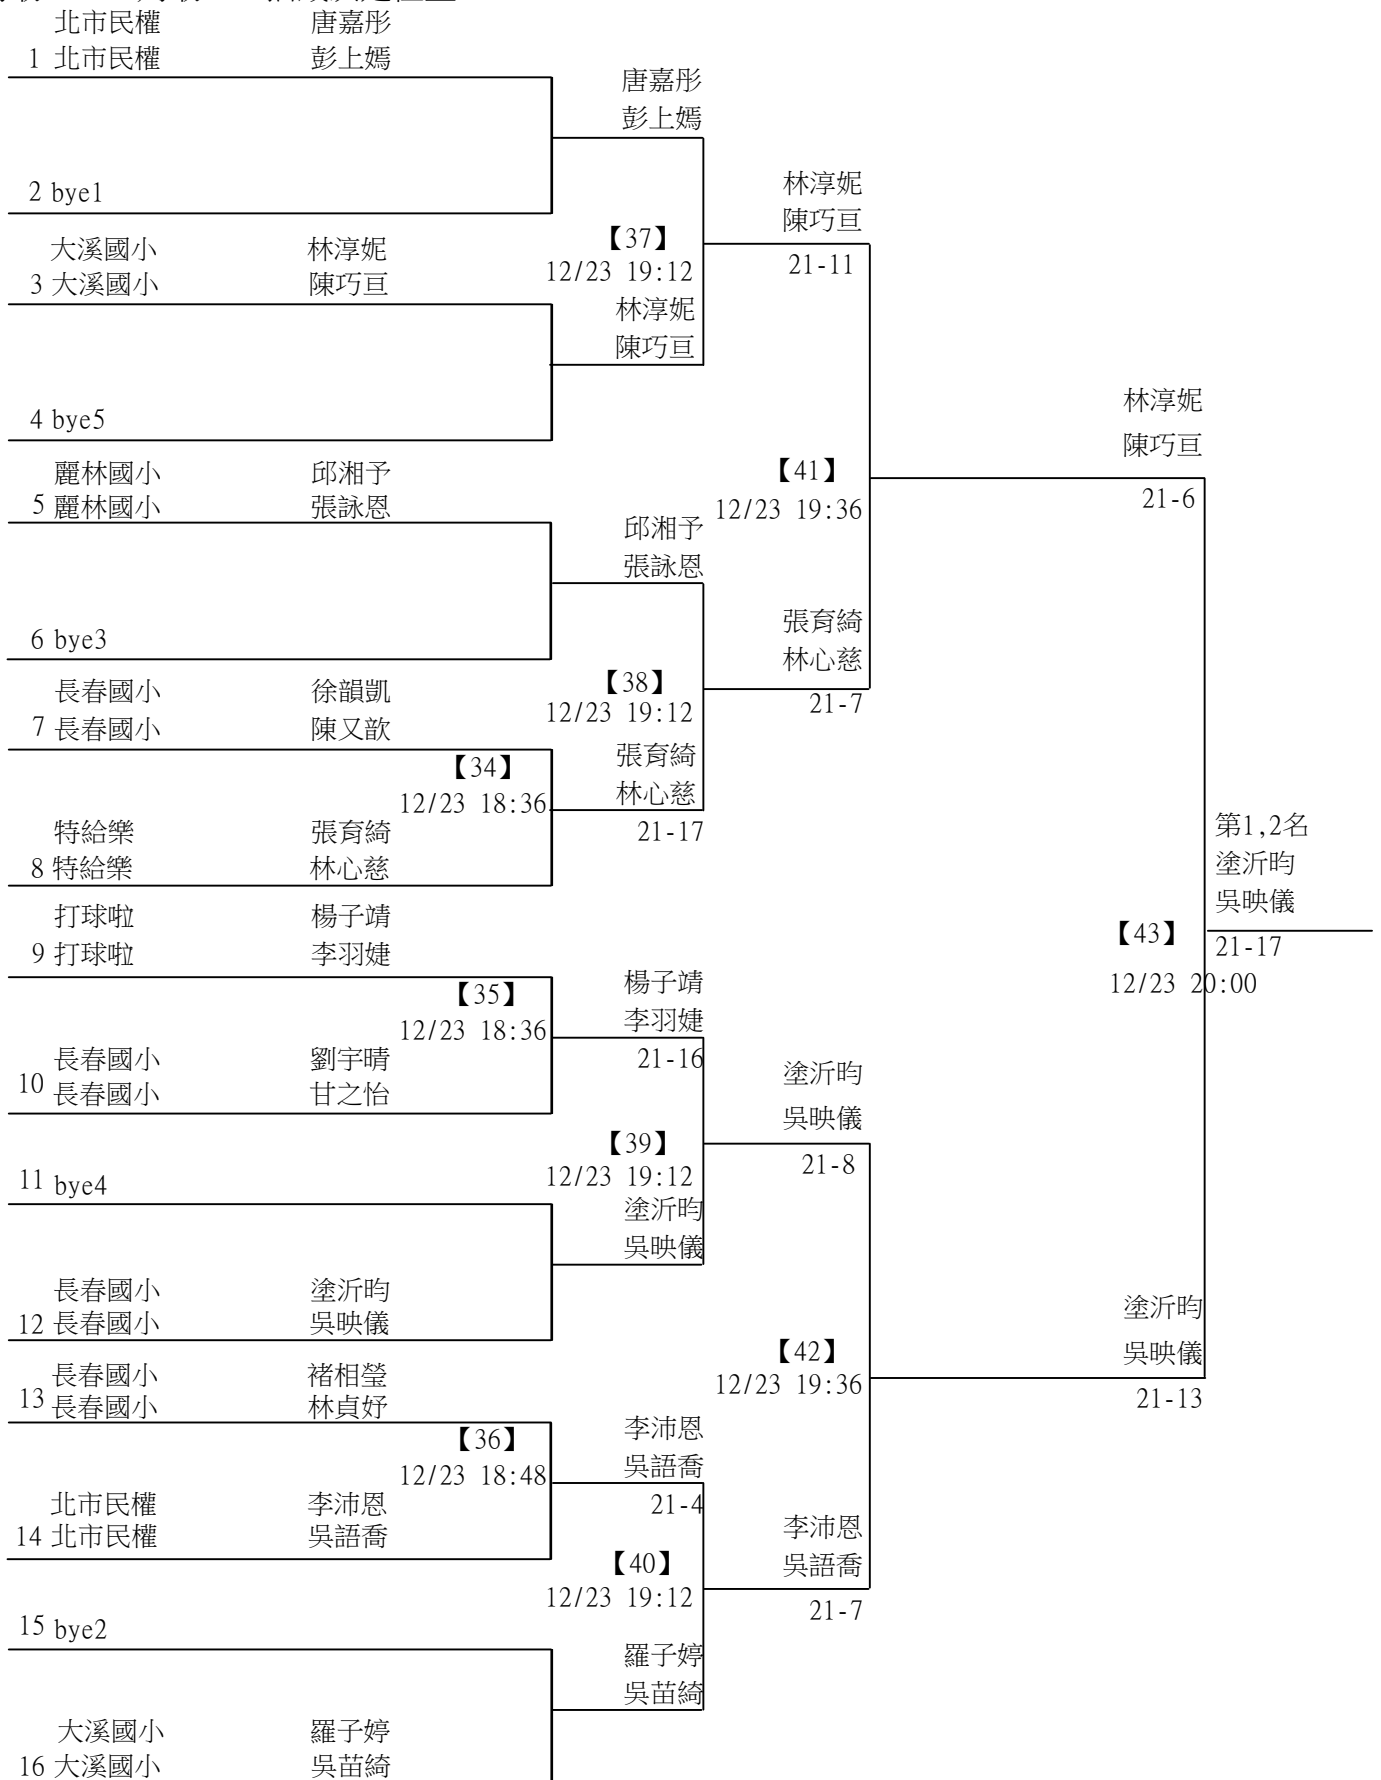 北市民權 唐嘉彤
1 北市民權 彭上嫣
唐嘉彤
彭上嫣
2 bye1
林淳妮
陳巧亘
21-11
大溪國小 林淳妮
3 大溪國小 陳巧亘
【37】
12/23 19:12
林淳妮
陳巧亘
4 bye5
林淳妮
陳巧亘
21-6
麗林國小 邱湘予
5 麗林國小 張詠恩
【41】
12/23 19:36
邱湘予
張詠恩
6 bye3
張育綺
林心慈
21-7
長春國小 徐韻凱
7 長春國小 陳又歆
【38】
12/23 19:12
張育綺
林心慈
21-17
【34】
12/23 18:36
特給樂 張育綺
8 特給樂 林心慈
第1,2名
塗沂昀
吳映儀
21-17
打球啦 楊子靖
9 打球啦 李羽婕
【43】
12/23 20:00
【35】
12/23 18:36
楊子靖
李羽婕
21-16
長春國小 劉宇晴
10 長春國小 甘之怡
塗沂昀
吳映儀
21-8
【39】
12/23 19:12
11 bye4
塗沂昀
吳映儀
長春國小 塗沂昀
12 長春國小 吳映儀
塗沂昀
吳映儀
21-13
【42】
12/23 19:36
長春國小 褚相瑩
13 長春國小 林貞妤
【36】
12/23 18:48
李沛恩
吳語喬
21-4
北市民權 李沛恩
14 北市民權 吳語喬
李沛恩
吳語喬
21-7
【40】
12/23 19:12
15 bye2
羅子婷
吳苗綺
大溪國小 羅子婷
16 大溪國小 吳苗綺